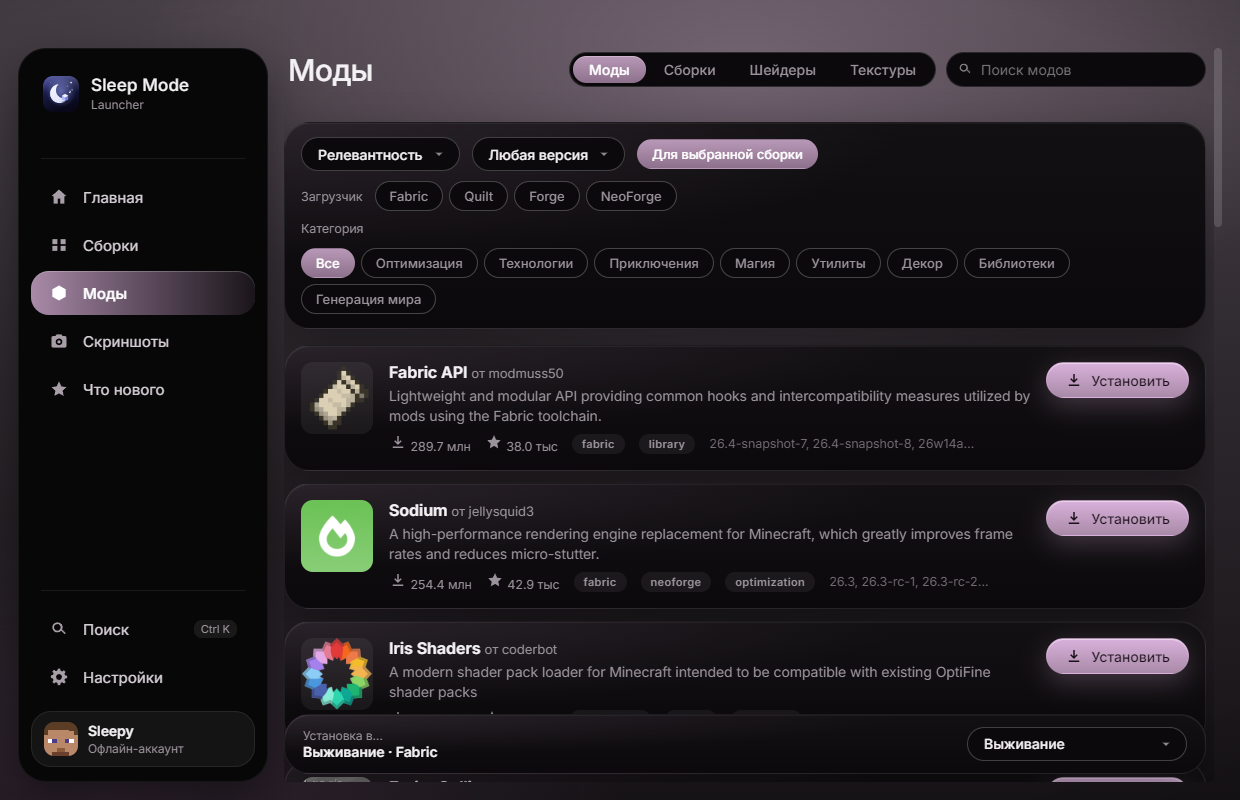 Sleep Mode
Launcher
Главная
Сборки
Моды
Скриншоты
Что нового
Поиск
Ctrl K
Настройки
Sleepy
Офлайн-аккаунт
Моды
Моды Сборки Шейдеры Текстуры
Поиск модов
Релевантность Любая версия Для выбранной сборки
Загрузчик Fabric Quilt Forge NeoForge
Категория
Все Оптимизация Технологии Приключения Магия Утилиты Декор Библиотеки
Генерация мира
Fabric API от modmuss50
Lightweight and modular API providing common hooks and intercompatibility measures utilized by
mods using the Fabric toolchain.
289.7 млн 38.0 тыс fabric library 26.4-snapshot-7, 26.4-snapshot-8, 26w14a...
Установить
Sodium от jellysquid3
A high-performance rendering engine replacement for Minecraft, which greatly improves frame
rates and reduces micro-stutter.
254.4 млн 42.9 тыс fabric neoforge optimization 26.3, 26.3-rc-1, 26.3-rc-2...
Установить
Iris Shaders от coderbot
A modern shader pack loader for Minecraft intended to be compatible with existing OptiFine
shader packs
Установить
Установка в...
Выживание · Fabric
Выживание